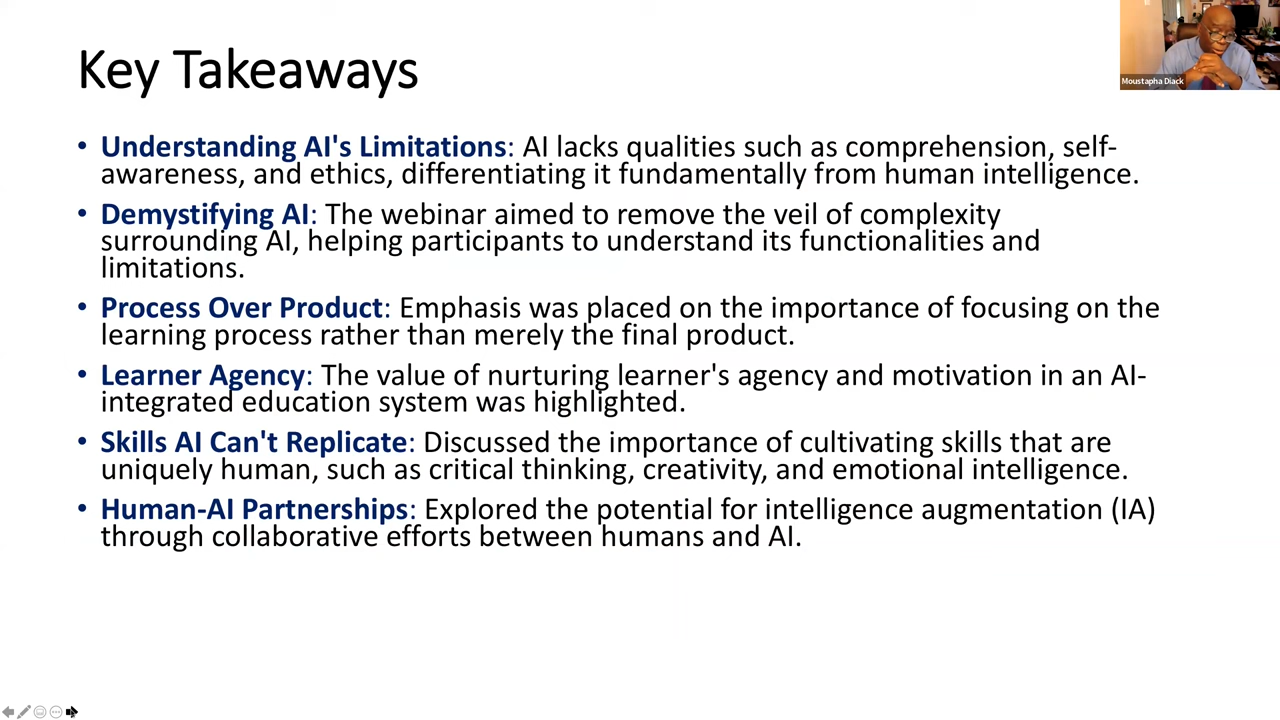 Key Takeaways
Moustapha Diack
• Understanding AI's Limitations: AI lacks qualities such as comprehension, self-
awareness, and ethics, differentiating it fundamentally from human intelligence.
• Demystifying AI: The webinar aimed to remove the veil of complexity
surrounding AI, helping participants to understand its functionalities and
limitations.
• Process Over Product: Emphasis was placed on the importance of focusing on the
learning process rather than merely the final product.
• Learner Agency: The value of nurturing learner's agency and motivation in an AI-
integrated education system was highlighted.
• Skills AI Can't Replicate: Discussed the importance of cultivating skills that are
uniquely human, such as critical thinking, creativity, and emotional intelligence.
• Human-AI Partnerships: Explored the potential for intelligence augmentation (IA)
through collaborative efforts between humans and AI.